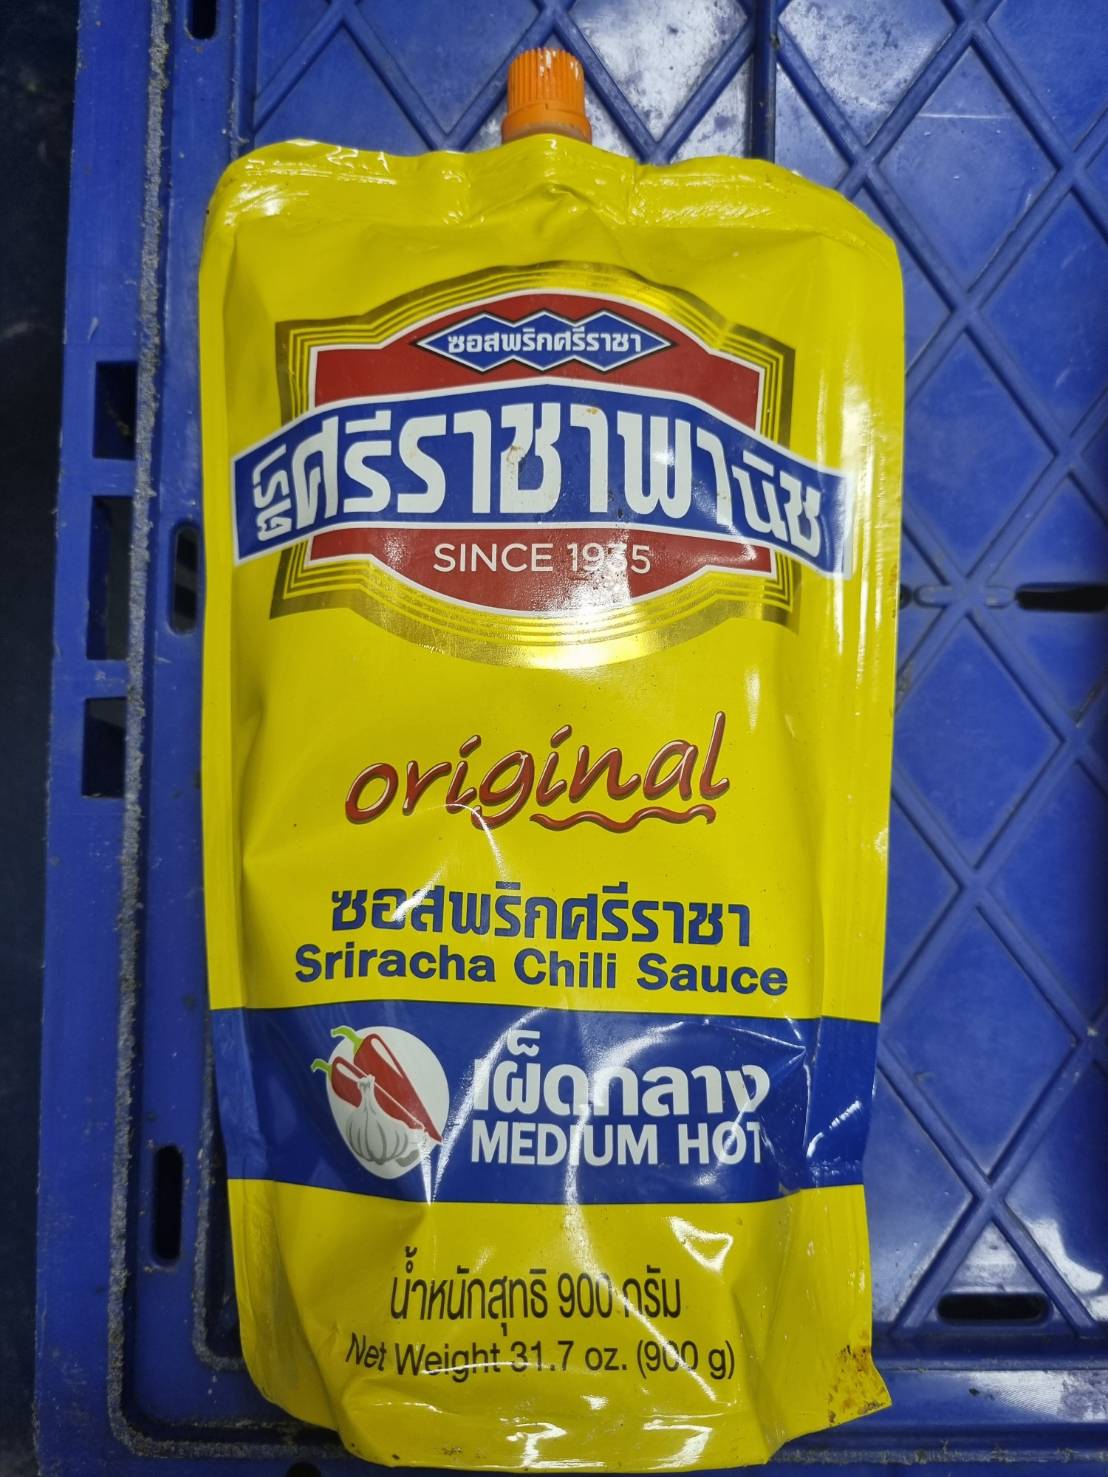 ซอสพริกศรีราชา
ตราศรีราชาพานิช
SINCE 1935
original
ซอสพริกศรีราชา
Sriracha Chili Sauce
เผ็ดกลาง
MEDIUM HOT
น้ำหนักสุทธิ 900 กรัม
Net Weight 31.7 oz. (900 g)